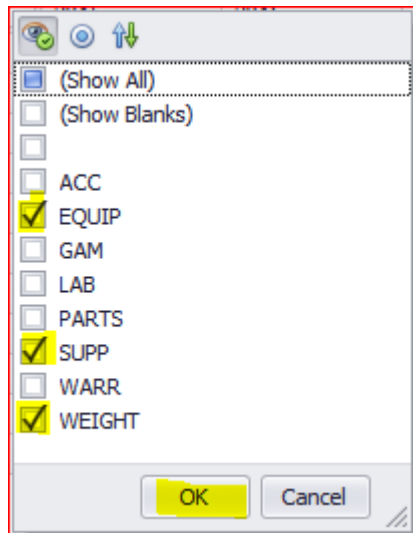 (Show All)
(Show Blanks)
ACC
EQUIP
GAM
LAB
PARTS
SUPP
WARR
WEIGHT
OK Cancel